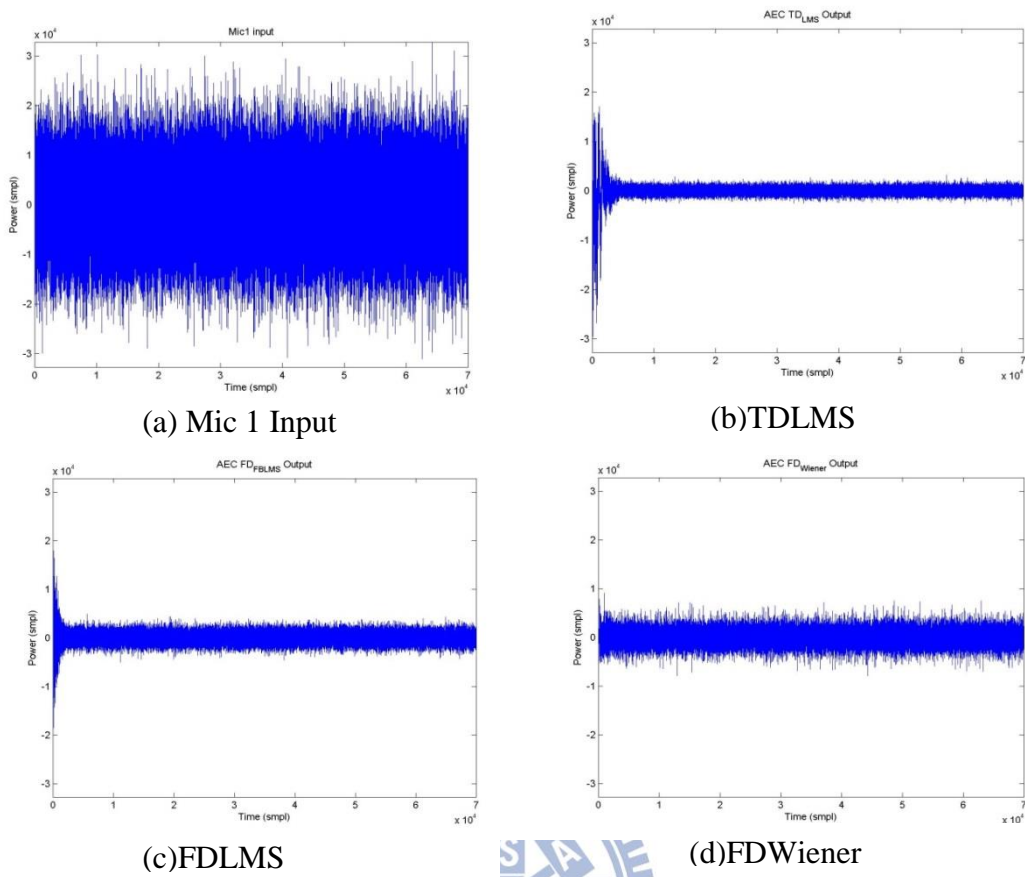 Mic1 input
x 10^4
3
2
1
0
-1
-2
-3
Power (smpl)
0 1 2 3 4 5 6 7
Time (smpl)
x 10^4
(a) Mic 1 Input
AEC TD_LMS Output
x 10^4
3
2
1
0
-1
-2
-3
Power (smpl)
0 1 2 3 4 5 6 7
Time (smpl)
x 10^4
(b)TDLMS
AEC FD_FBLMS Output
x 10^4
3
2
1
0
-1
-2
-3
Power (smpl)
0 1 2 3 4 5 6 7
Time (smpl)
x 10^4
(c)FDLMS
AEC FD_Wiener Output
x 10^4
3
2
1
0
-1
-2
-3
Power (smpl)
0 1 2 3 4 5 6 7
Time (smpl)
x 10^4
(d)FDWiener